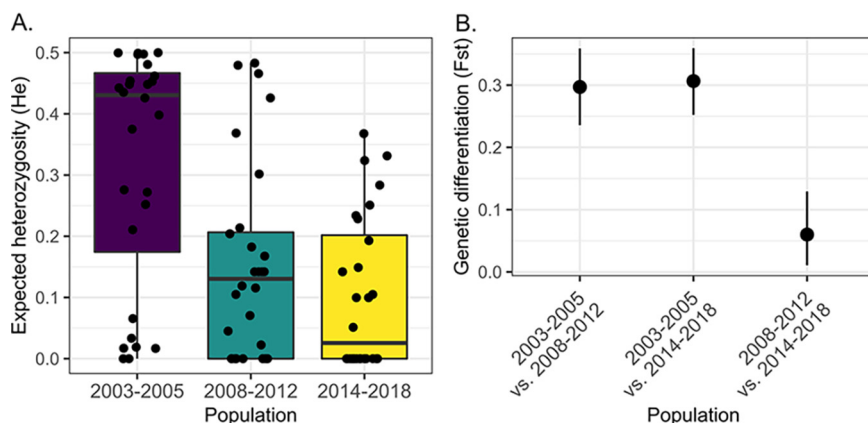 A.
Expected heterozygosity (He)
0.5
0.4
0.3
0.2
0.1
0.0
2003-2005
2008-2012
2014-2018
Population
B.
Genetic differentiation (Fst)
0.3
0.2
0.1
0.0
2003-2005
vs. 2008-2012
2003-2005
vs. 2014-2018
2008-2012
vs. 2014-2018
Population